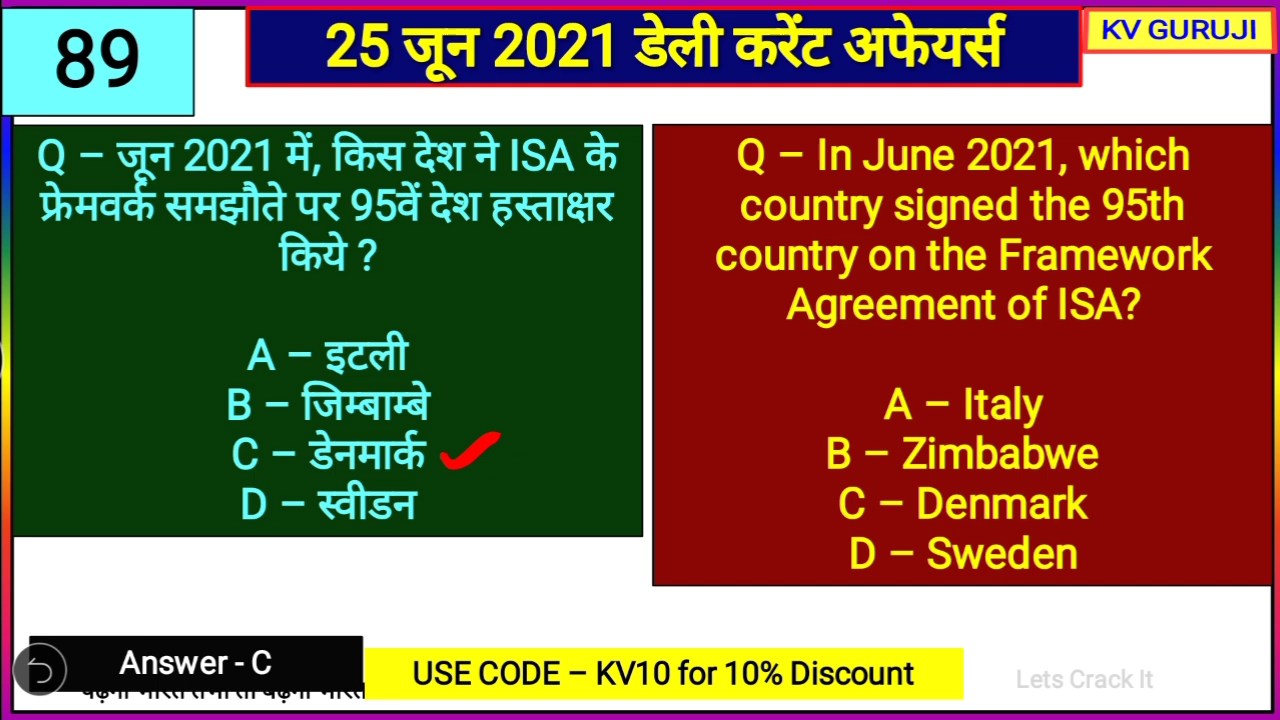 89
25 जून 2021 डेली करेंट अफेयर्स
KV GURUJI
Q – जून 2021 में, किस देश ने ISA के
फ्रेमवर्क समझौते पर 95वें देश हस्ताक्षर
किये ?
A – इटली
B – जिम्बाम्बे
C – डेनमार्क
D – स्वीडन
Q – In June 2021, which
country signed the 95th
country on the Framework
Agreement of ISA?
A – Italy
B – Zimbabwe
C – Denmark
D – Sweden
Answer - C
USE CODE – KV10 for 10% Discount
Lets Crack It